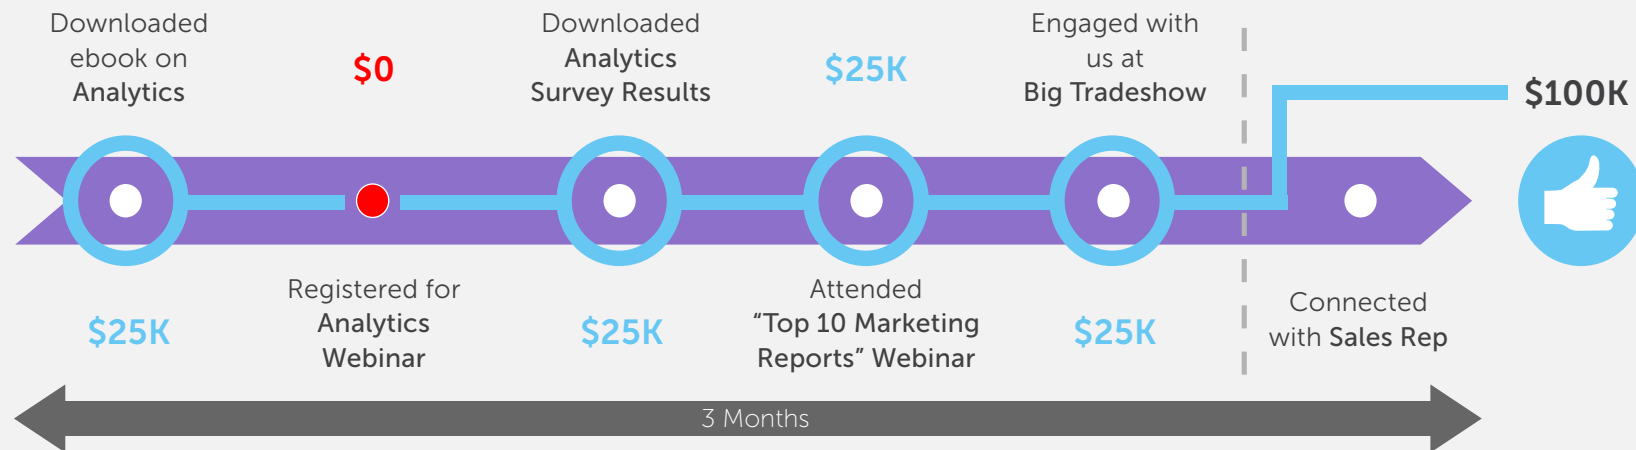 Downloaded
ebook on
Analytics
$0
Downloaded
Analytics
Survey Results
$25K
Engaged with
us at
Big Tradeshow
$100K
$25K
Registered for
Analytics
Webinar
$25K
Attended
“Top 10 Marketing
Reports” Webinar
$25K
Connected
with Sales Rep
3 Months